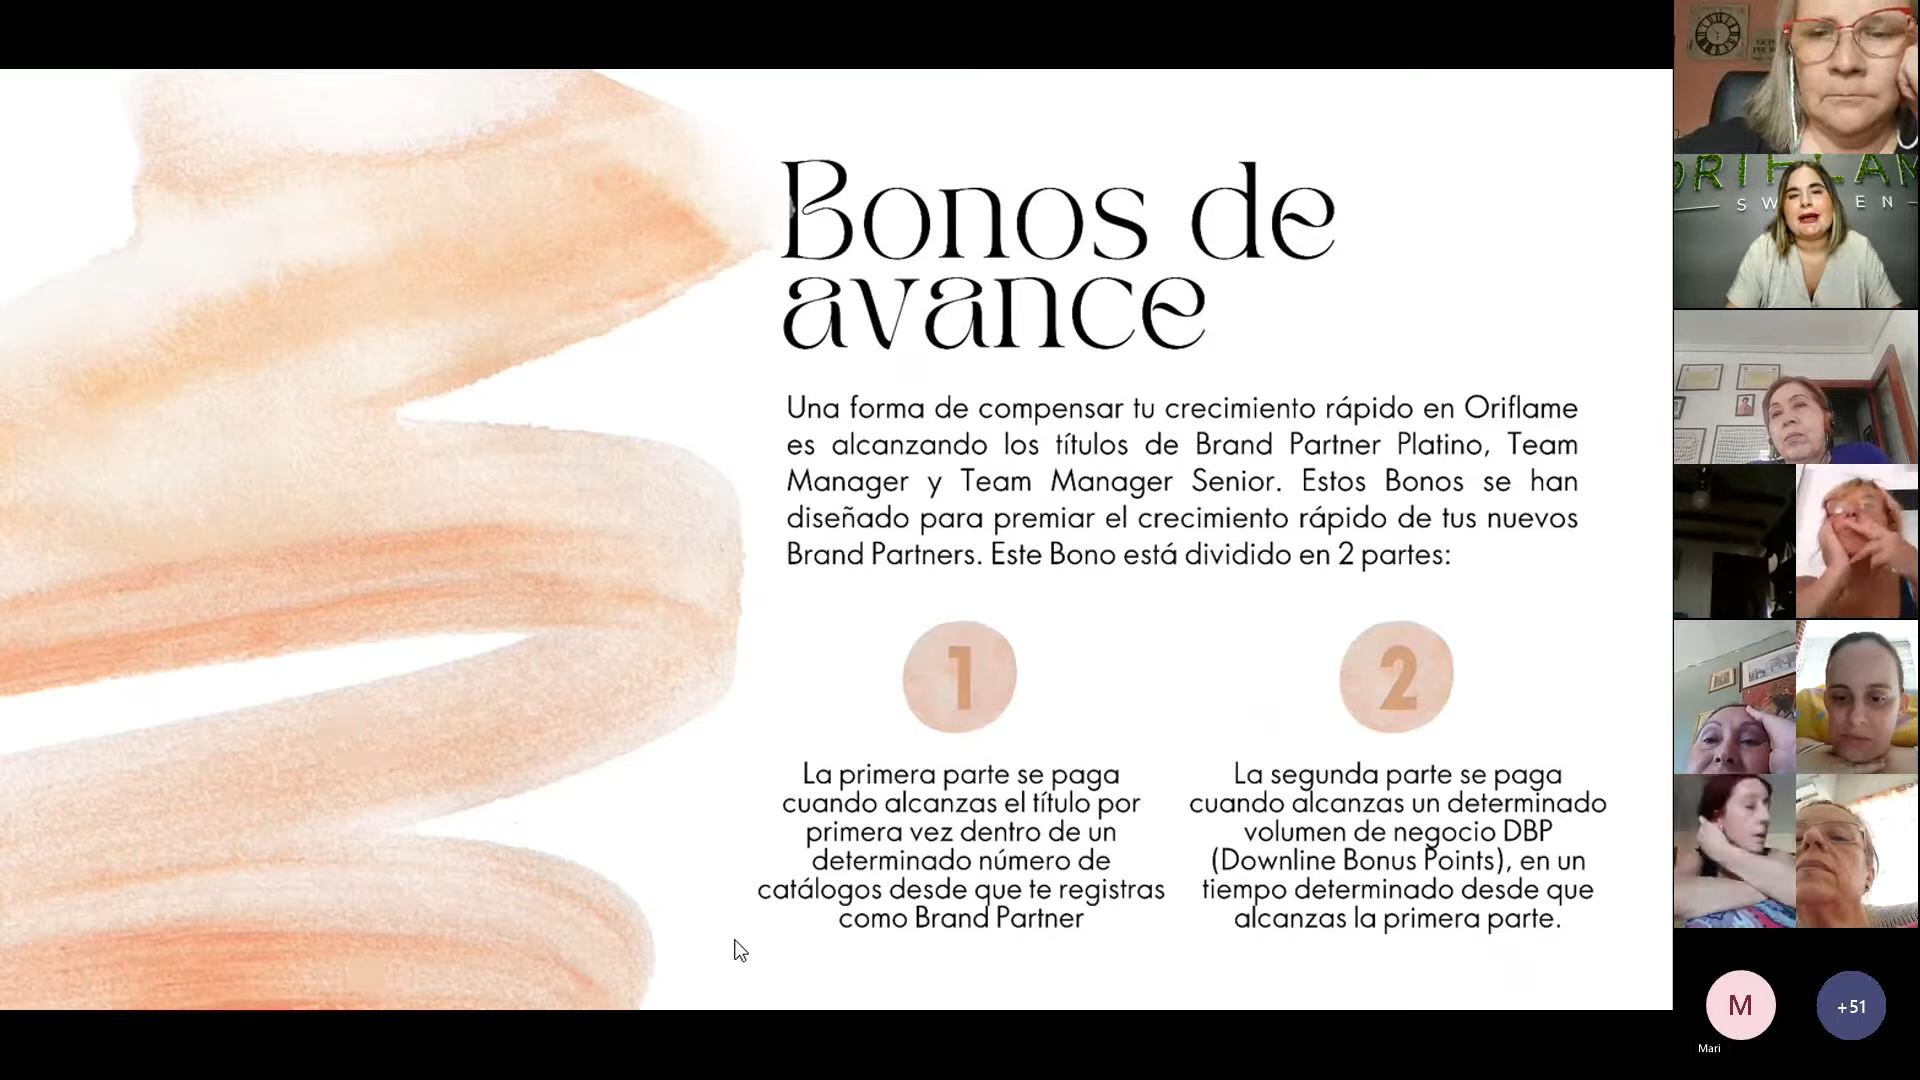 Bonos de
avance
Una forma de compensar tu crecimiento rápido en Oriflame
es alcanzando los títulos de Brand Partner Platino, Team
Manager y Team Manager Senior. Estos Bonos se han
diseñado para premiar el crecimiento rápido de tus nuevos
Brand Partners. Este Bono está dividido en 2 partes:
1
La primera parte se paga
cuando alcanzas el título por
primera vez dentro de un
determinado número de
catálogos desde que te registras
como Brand Partner
2
La segunda parte se paga
cuando alcanzas un determinado
volumen de negocio DBP
(Downline Bonus Points), en un
tiempo determinado desde que
alcanzas la primera parte.
ORIFLAM
SW EN
M
Mari
+51